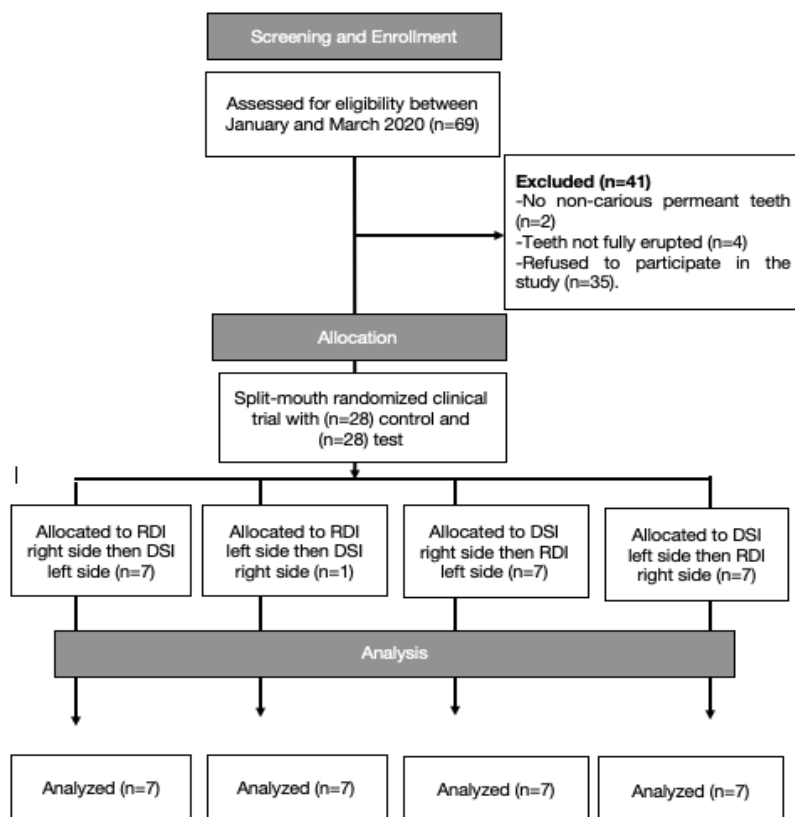 Screening and Enrollment
Assessed for eligibility between
January and March 2020 (n=69)
Excluded (n=41)
-No non-carious permeant teeth
(n=2)
-Teeth not fully erupted (n=4)
-Refused to participate in the
study (n=35).
Allocation
Split-mouth randomized clinical
trial with (n=28) control and
(n=28) test
Allocated to RDI
right side then DSI
left side (n=7)
Allocated to RDI
left side then DSI
right side (n=1)
Allocated to DSI
right side then RDI
left side (n=7)
Allocated to DSI
left side then RDI
right side (n=7)
Analysis
Analyzed (n=7)
Analyzed (n=7)
Analyzed (n=7)
Analyzed (n=7)